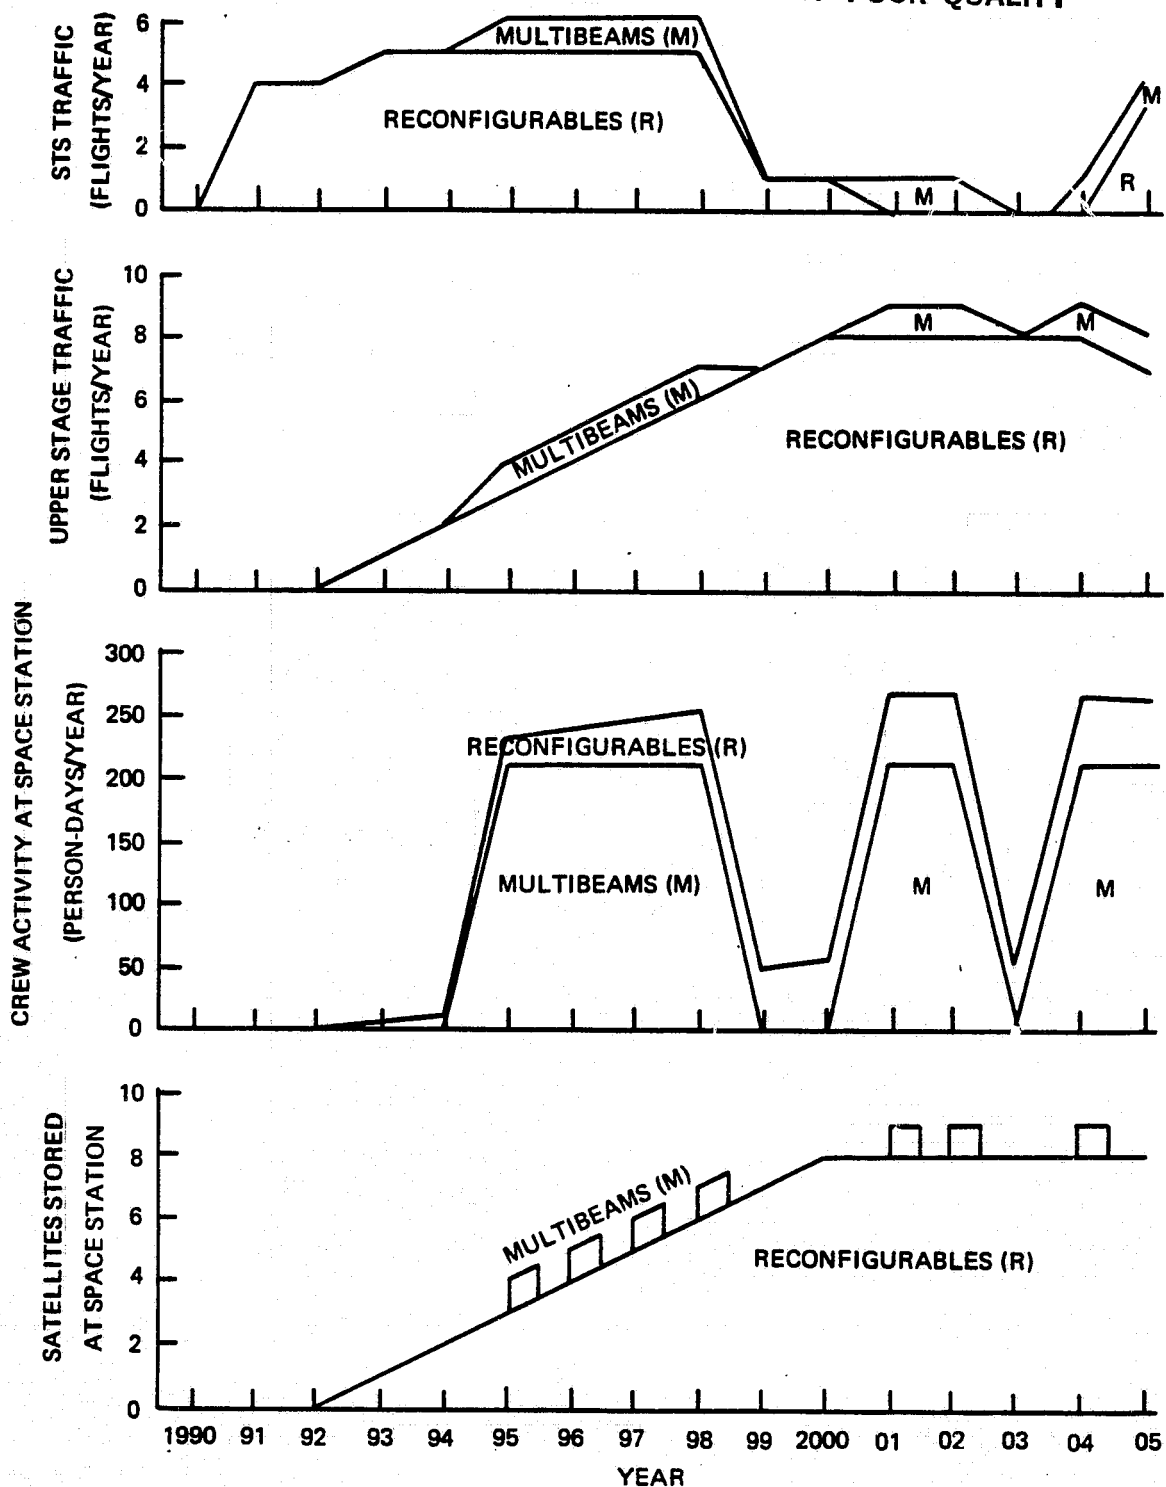 POOR QUALITY
STS TRAFFIC
(FLIGHTS/YEAR)
6
4
2
0
MULTIBEAMS (M)
RECONFIGURABLES (R)
M
M
R
UPPER STAGE TRAFFIC
(FLIGHTS/YEAR)
10
8
6
4
2
0
MULTIBEAMS (M)
M
M
RECONFIGURABLES (R)
CREW ACTIVITY AT SPACE STATION
(PERSON-DAYS/YEAR)
300
250
200
150
100
50
0
RECONFIGURABLES (R)
MULTIBEAMS (M)
M
M
SATELLITES STORED
AT SPACE STATION
10
8
6
4
2
0
MULTIBEAMS (M)
RECONFIGURABLES (R)
1990 91 92 93 94 95 96 97 98 99 2000 01 02 03 04 05
YEAR